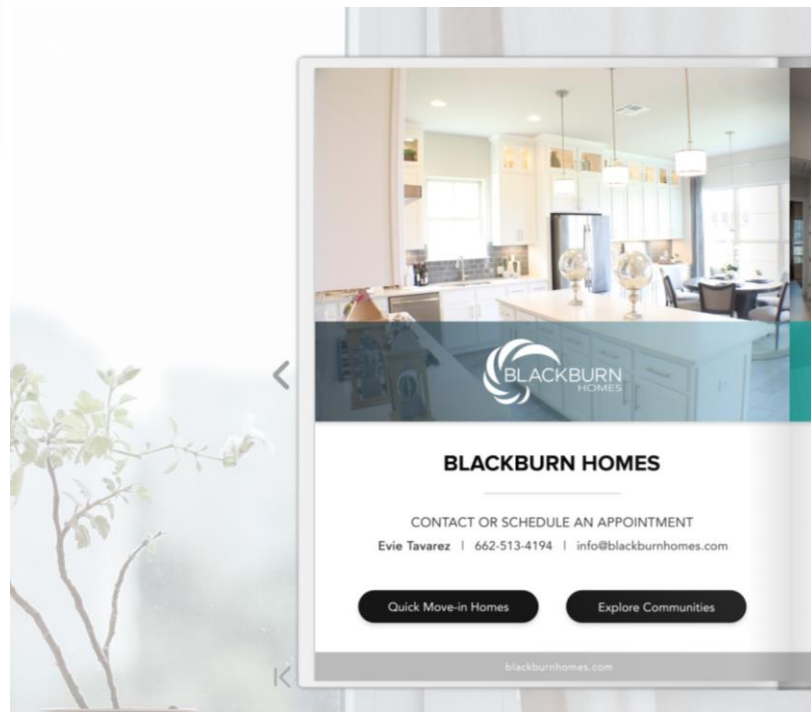 BLACKBURN
HOMES
BLACKBURN HOMES
CONTACT OR SCHEDULE AN APPOINTMENT
Evie Tavarez | 662-513-4194 | info@blackburnhomes.com
Quick Move-in Homes Explore Communities
blackburnhomes.com